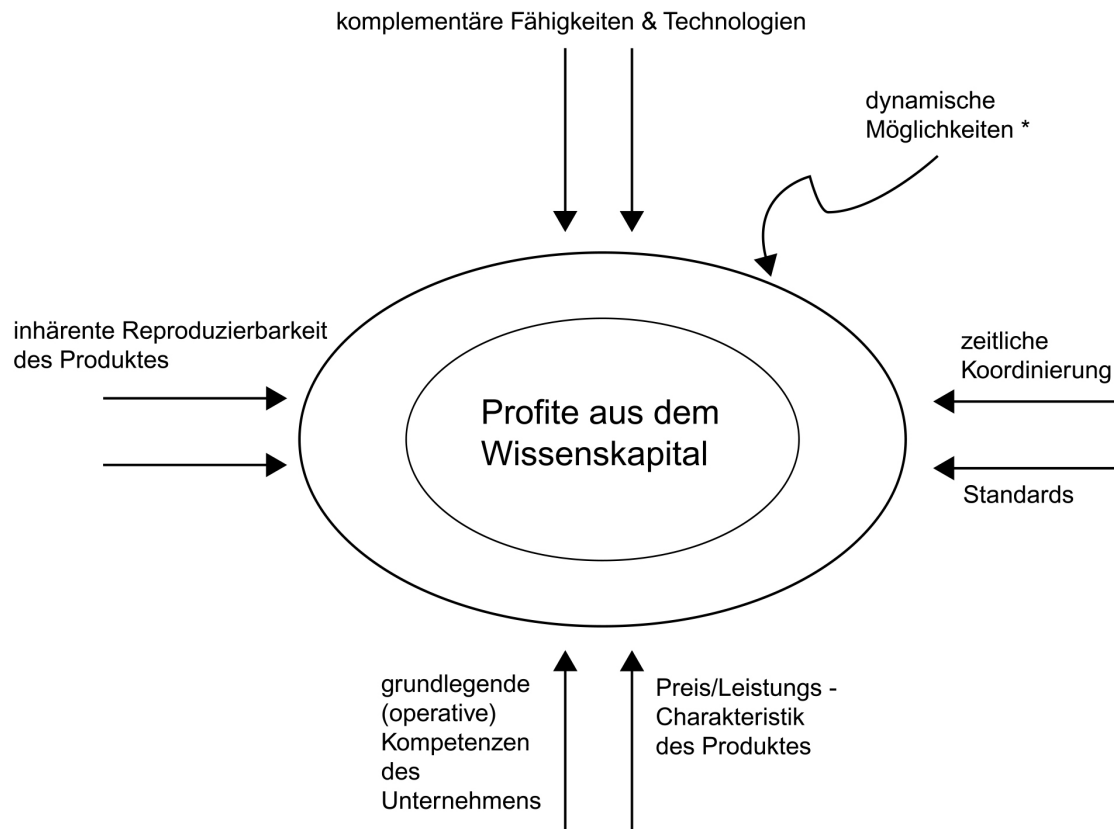 komplementäre Fähigkeiten & Technologien
dynamische
Möglichkeiten *
inhärente Reproduzierbarkeit
des Produktes
zeitliche
Koordinierung
Profite aus dem
Wissenskapital
Standards
grundlegende
(operative)
Kompetenzen
des
Unternehmens
Preis/Leistungs -
Charakteristik
des Produktes